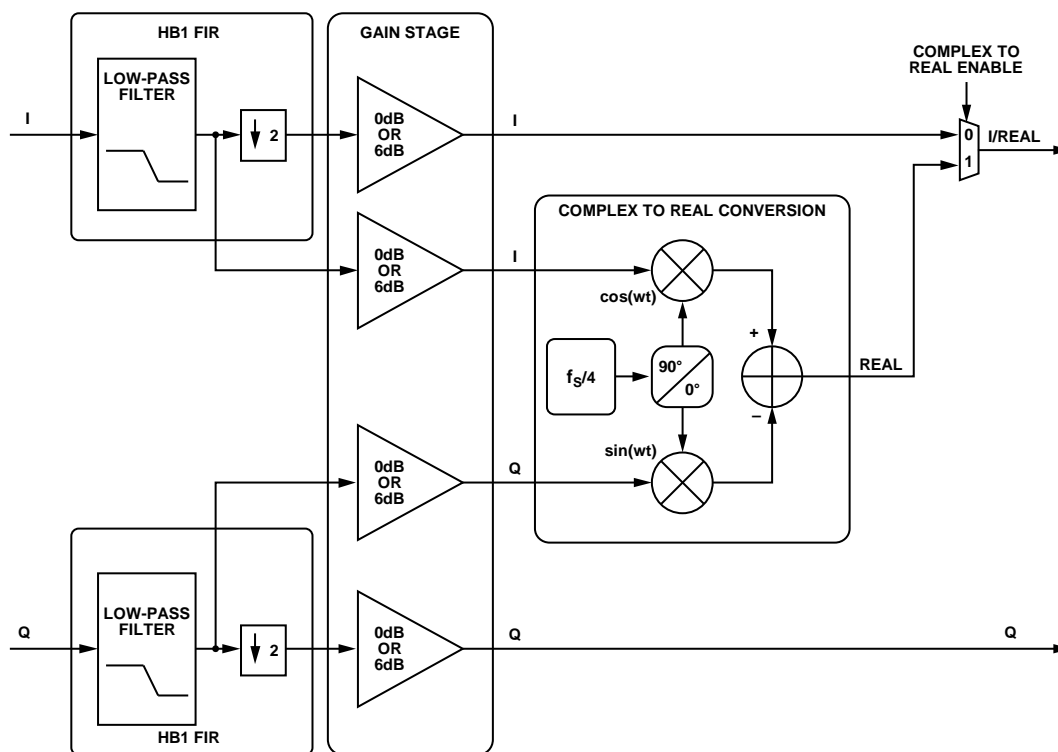 HB1 FIR
GAIN STAGE
LOW-PASS
FILTER
COMPLEX TO
REAL ENABLE
I
2
0dB
OR
6dB
I
0
1
I/REAL
COMPLEX TO REAL CONVERSION
0dB
OR
6dB
I
cos(wt)
+
fS/4
90°
0°
REAL
–
sin(wt)
0dB
OR
6dB
Q
LOW-PASS
FILTER
Q
2
0dB
OR
6dB
Q
Q
HB1 FIR